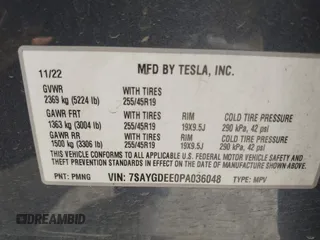 11/22 MFD BY TESLA, INC.
GVWR WITH TIRES
2369 kg (5224 lb) 255/45R19
GAWR FRT WITH TIRES RIM COLD TIRE PRESSURE
1363 kg (3004 lb) 255/45R19 19X9.5J 290 kPa, 42 psi
GAWR RR WITH TIRES RIM COLD TIRE PRESSURE
1500 kg (3306 lb) 255/45R19 19X9.5J 290 kPa, 42 psi
THIS VEHICLE CONFORMS TO ALL APPLICABLE U.S. FEDERAL MOTOR VEHICLE SAFETY AND
THEFT PREVENTION STANDARDS IN EFFECT ON THE DATE OF MANUFACTURE SHOWN ABOVE.
PNT: PMNG VIN: 7SAYGDEE0PA036048 TYPE: MPV
DREAMBID